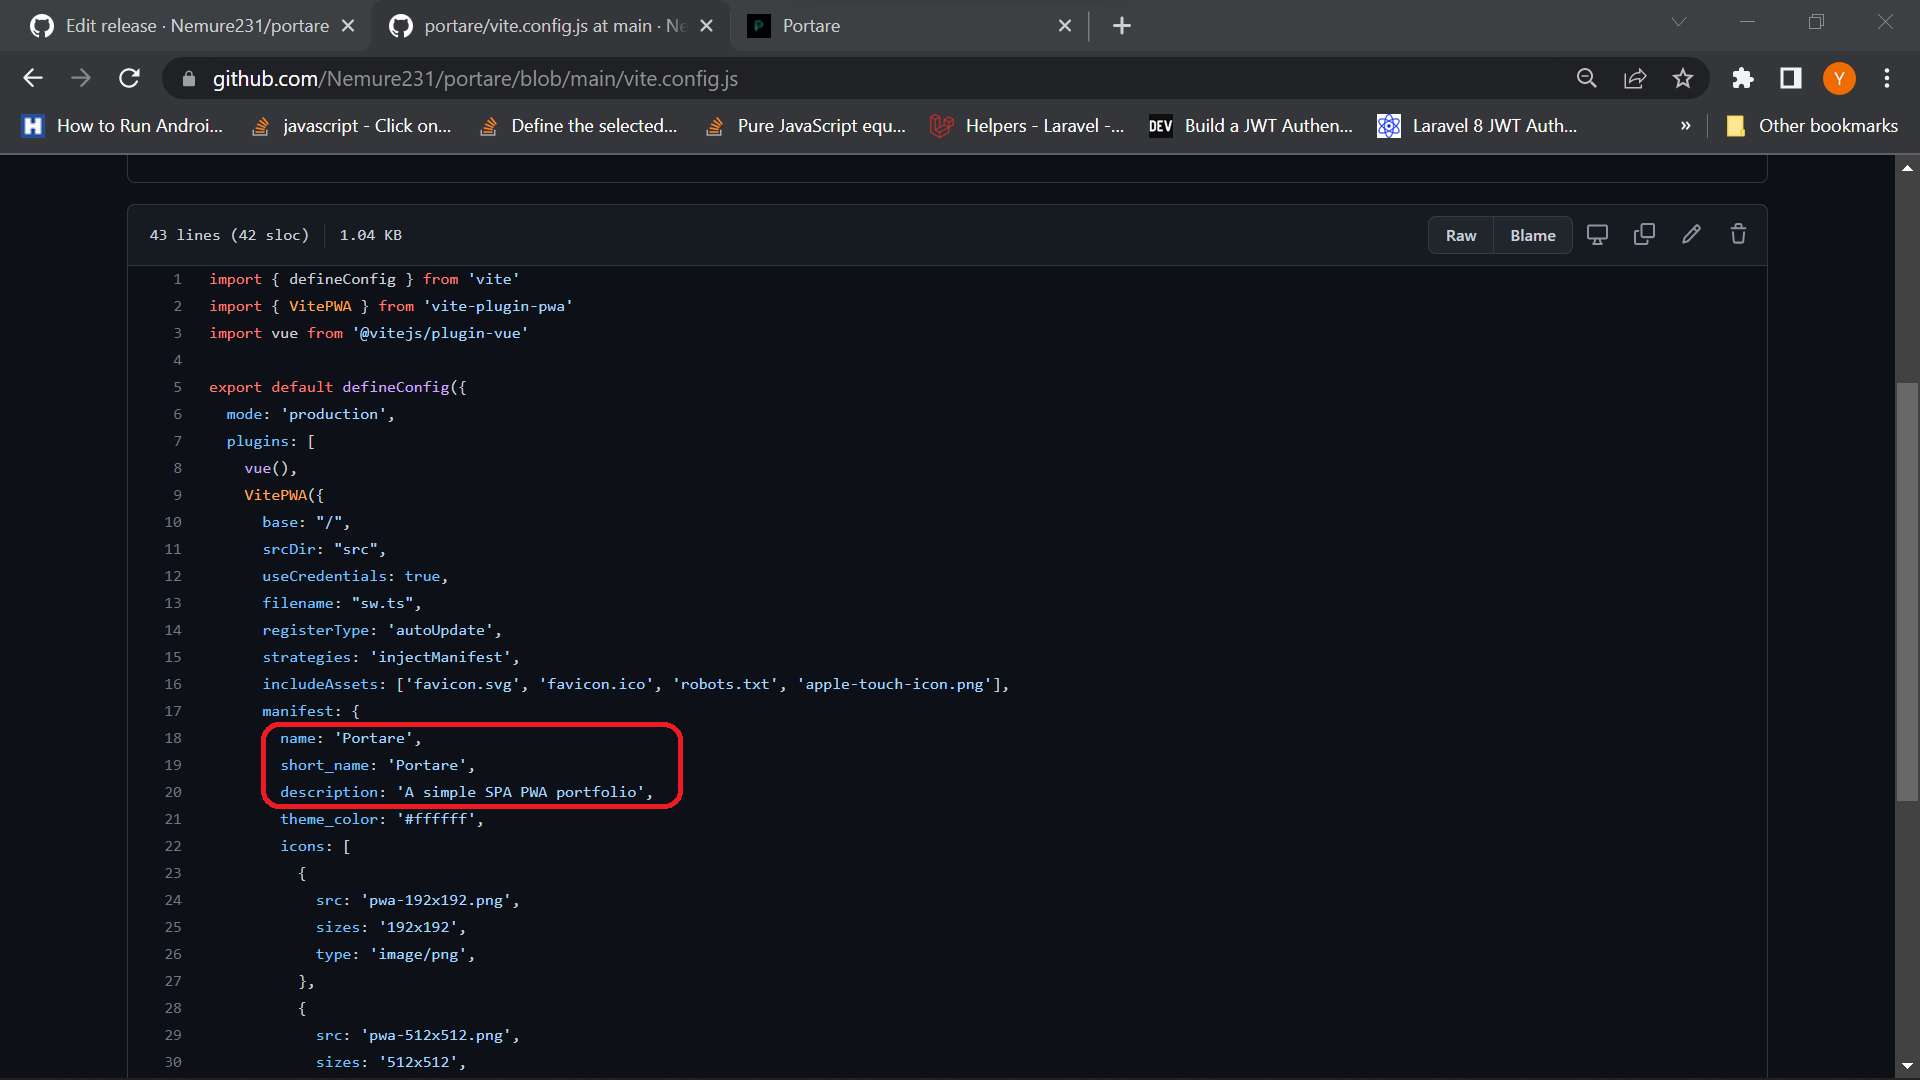 Edit release · Nemure231/portare
portare/vite.config.js at main · Ne
Portare
github.com/Nemure231/portare/blob/main/vite.config.js
Y
How to Run Androi...
javascript - Click on...
Define the selected...
Pure JavaScript equ...
Helpers - Laravel -...
DEV
Build a JWT Authen...
Laravel 8 JWT Auth...
»
Other bookmarks
43 lines (42 sloc)
1.04 KB
Raw
Blame
1 import { defineConfig } from 'vite'
2 import { VitePWA } from 'vite-plugin-pwa'
3 import vue from '@vitejs/plugin-vue'
4
5 export default defineConfig({
6 mode: 'production',
7 plugins: [
8 vue(),
9 VitePWA({
10 base: "/",
11 srcDir: "src",
12 useCredentials: true,
13 filename: "sw.ts",
14 registerType: 'autoUpdate',
15 strategies: 'injectManifest',
16 includeAssets: ['favicon.svg', 'favicon.ico', 'robots.txt', 'apple-touch-icon.png'],
17 manifest: {
18 name: 'Portare',
19 short_name: 'Portare',
20 description: 'A simple SPA PWA portfolio',
21 theme_color: '#ffffff',
22 icons: [
23 {
24 src: 'pwa-192x192.png',
25 sizes: '192x192',
26 type: 'image/png',
27 },
28 {
29 src: 'pwa-512x512.png',
30 sizes: '512x512',